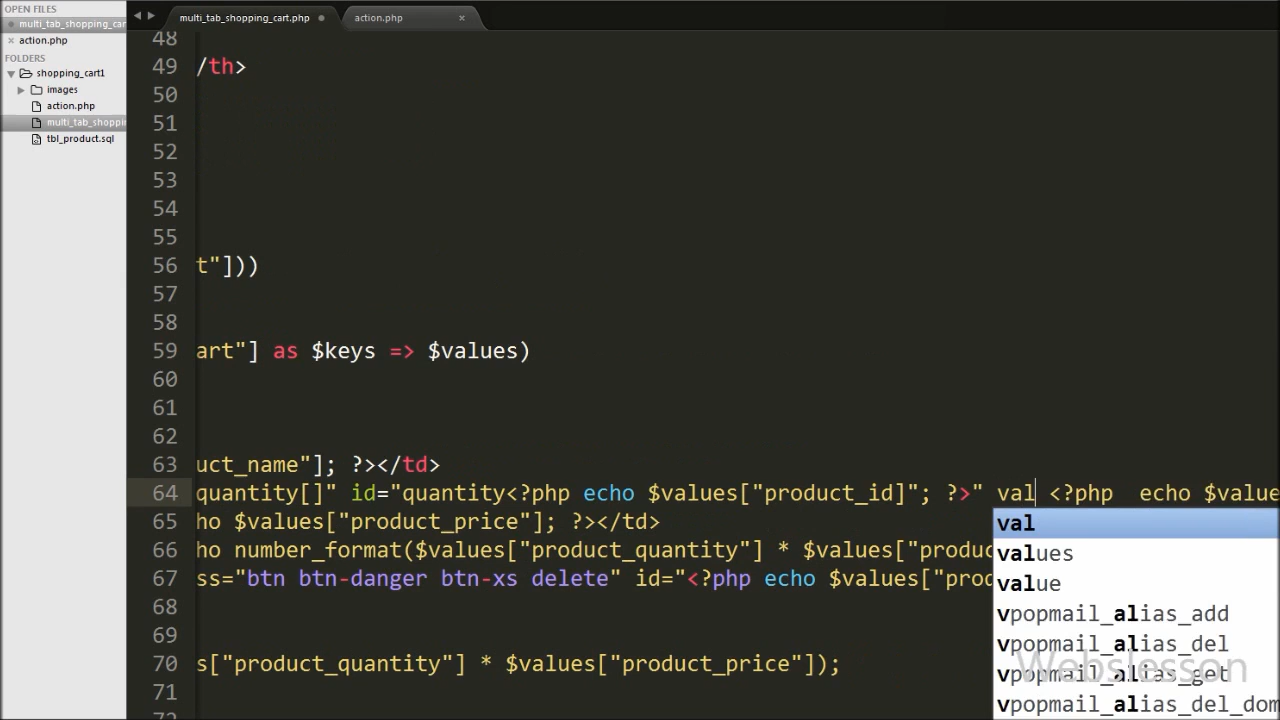 OPEN FILES
multi_tab_shopping_car
action.php
FOLDERS
shopping_cart1
images
action.php
multi_tab_shoppi
tbl_product.sql
multi_tab_shopping_cart.php
action.php
48
49 /th>
50
51
52
53
54
55
56 t"]))
57
58
59 art"] as $keys => $values)
60
61
62
63 uct_name"]; ?></td>
64 quantity[]" id="quantity<?php echo $values["product_id]"; ?>" val <?php  echo $value
65 ho $values["product_price"]; ?></td>
66 ho number_format($values["product_quantity"] * $values["produc
67 ss="btn btn-danger btn-xs delete" id="<?php echo $values["prod
68
69
70 s["product_quantity"] * $values["product_price"]);
71
72
val
values
value
vpopmail_alias_add
vpopmail_alias_del
vpopmail_alias_get
vpopmail_alias_del_dom
Webslesson